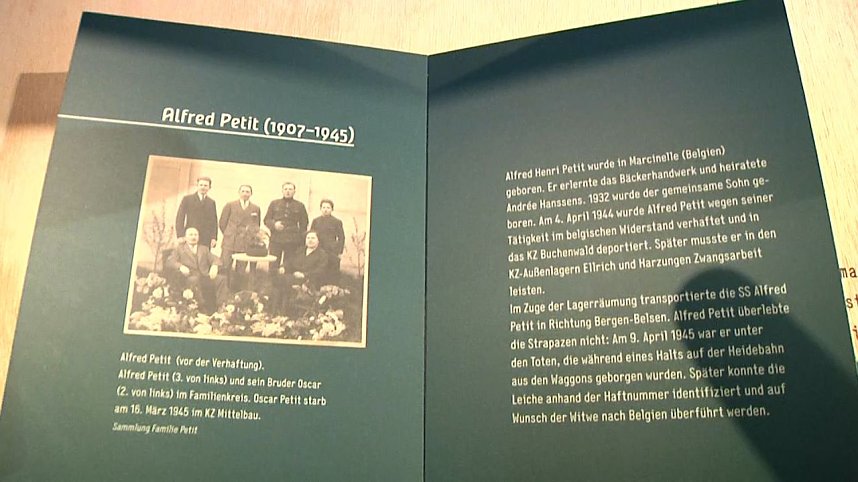 Alfred Petit (1907–1945)
Alfred Petit (vor der Verhaftung).
Alfred Petit (3. von links) und sein Bruder Oscar
(2. von links) im Familienkreis. Oscar Petit starb
am 16. März 1945 im KZ Mittelbau.
Sammlung Familie Petit
Alfred Henri Petit wurde in Marcinelle (Belgien)
geboren. Er erlernte das Bäckerhandwerk und heiratete
Andrée Hanssens. 1932 wurde der gemeinsame Sohn ge-
boren. Am 4. April 1944 wurde Alfred Petit wegen seiner
Tätigkeit im belgischen Widerstand verhaftet und in
das KZ Buchenwald deportiert. Später musste er in den
KZ-Außenlagern Ellrich und Harzungen Zwangsarbeit
leisten.
Im Zuge der Lagerräumung transportierte die SS Alfred
Petit in Richtung Bergen-Belsen. Alfred Petit überlebte
die Strapazen nicht: Am 9. April 1945 war er unter
den Toten, die während eines Halts auf der Heidebahn
aus den Waggons geborgen wurden. Später konnte die
Leiche anhand der Haftnummer identifiziert und auf
Wunsch der Witwe nach Belgien überführt werden.